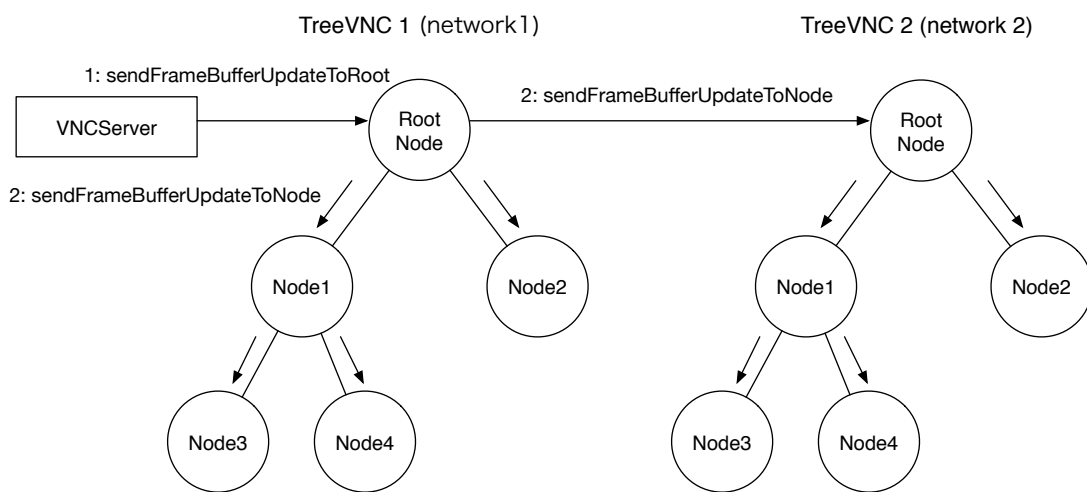 TreeVNC 1 (network1)
TreeVNC 2 (network 2)
1: sendFrameBufferUpdateToRoot
2: sendFrameBufferUpdateToNode
VNCServer
Root
Node
Root
Node
2: sendFrameBufferUpdateToNode
Node1
Node2
Node1
Node2
Node3
Node4
Node3
Node4